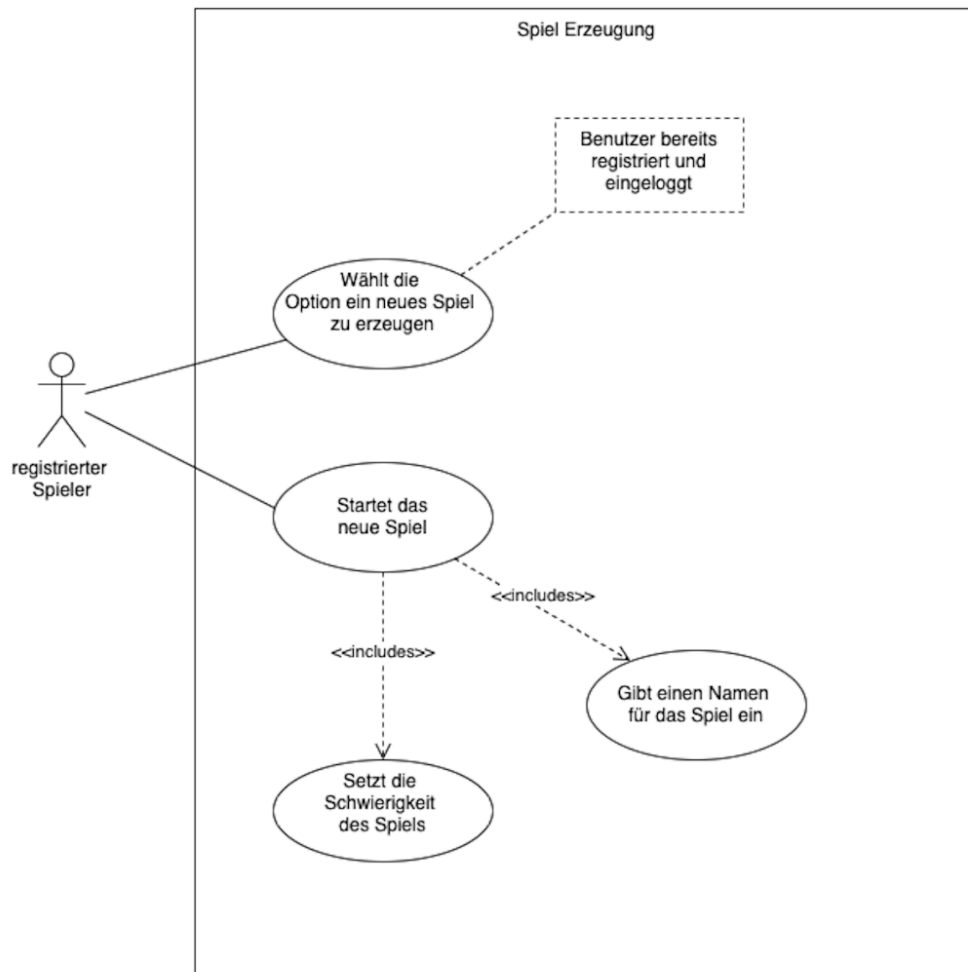 Spiel Erzeugung
Benutzer bereits
registriert und
eingeloggt
Wählt die
Option ein neues Spiel
zu erzeugen
registrierter
Spieler
Startet das
neue Spiel
<<includes>>
<<includes>>
Gibt einen Namen
für das Spiel ein
Setzt die
Schwierigkeit
des Spiels